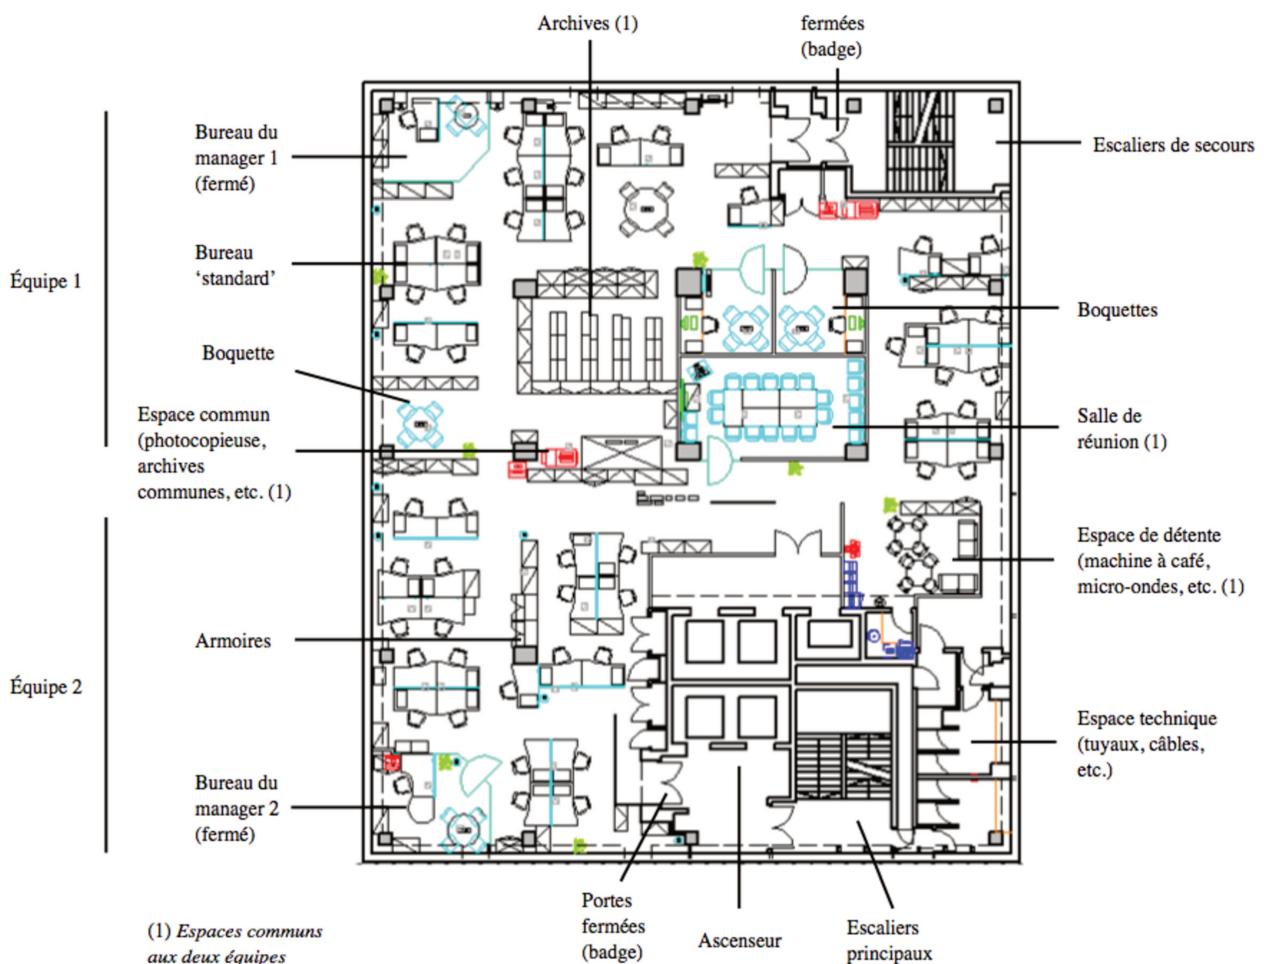 Archives (1)
fermées
(badge)
Bureau du
manager 1
(fermé)
Escaliers de secours
Équipe 1
Bureau
‘standard’
Boquettes
Boquette
Espace commun
(photocopieuse,
archives
communes, etc. (1)
Salle de
réunion (1)
Espace de détente
(machine à café,
micro-ondes, etc. (1)
Armoires
Équipe 2
Espace technique
(tuyaux, câbles,
etc.)
Bureau du
manager 2
(fermé)
Portes
fermées
(badge)
Ascenseur
Escaliers
principaux
(1) Espaces communs
aux deux équipes